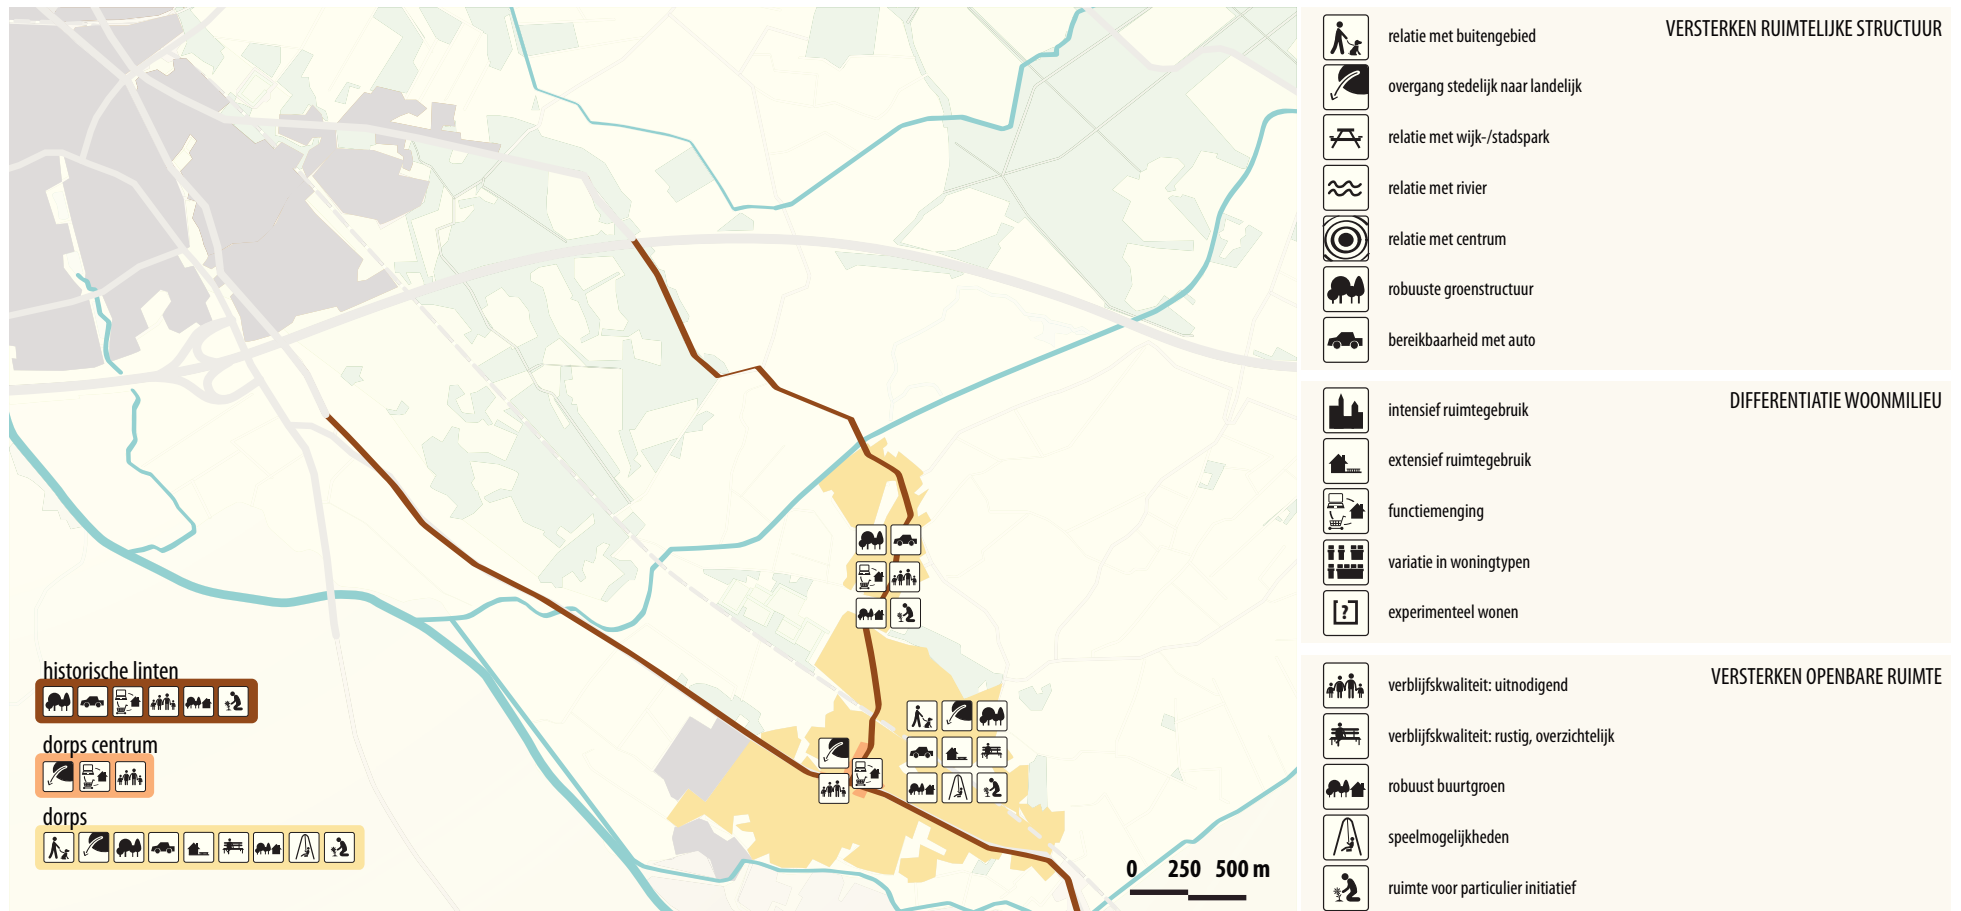 VERSTERKEN RUIMTELIJKE STRUCTUUR
relatie met buitengebied
overgang stedelijk naar landelijk
relatie met wijk-/stadspark
relatie met rivier
relatie met centrum
robuuste groenstructuur
bereikbaarheid met auto
DIFFERENTIATIE WOONMILIEU
intensief ruimtegebruik
extensief ruimtegebruik
functiemenging
variatie in woningtypen
[?]
experimenteel wonen
VERSTERKEN OPENBARE RUIMTE
verblijfskwaliteit: uitnodigend
verblijfskwaliteit: rustig, overzichtelijk
robuust buurtgroen
speelmogelijkheden
ruimte voor particulier initiatief
historische linten
dorps centrum
dorps
0 250 500 m